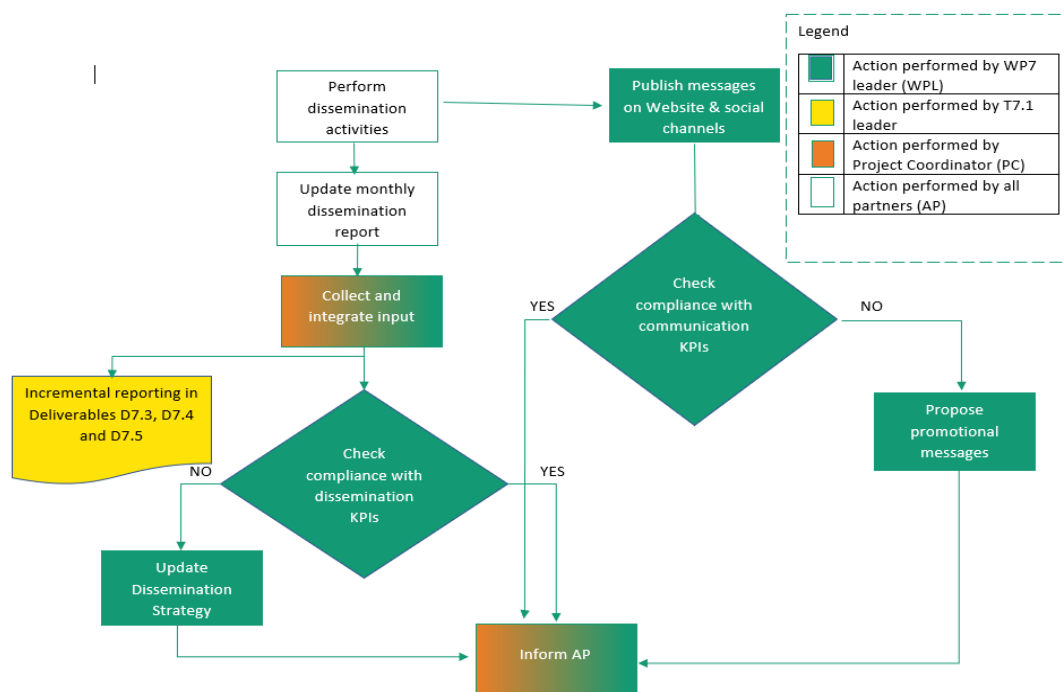 Legend
Action performed by WP7
leader (WPL)
Action performed by T7.1
leader
Action performed by
Project Coordinator (PC)
Action performed by all
partners (AP)
Perform
dissemination
activities
Publish messages
on Website & social
channels
Update monthly
dissemination
report
Collect and
integrate input
Check
compliance with
communication
KPIs
YES
NO
Incremental reporting in
Deliverables D7.3, D7.4
and D7.5
Propose
promotional
messages
Check
compliance with
dissemination
KPIs
NO
YES
Update
Dissemination
Strategy
Inform AP